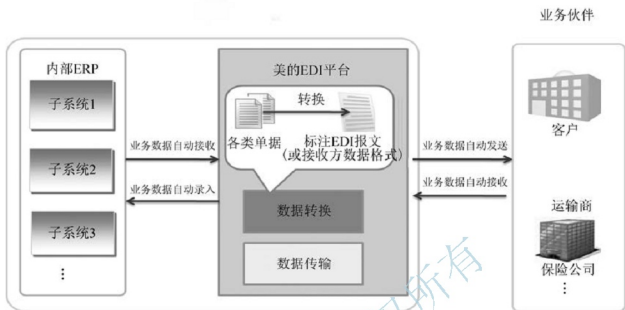 业务伙伴
内部ERP
子系统1
子系统2
子系统3
⋮
业务数据自动接收
业务数据自动录入
美的EDI平台
转换
各类单据
标注EDI报文
(或接收方数据格式)
数据转换
数据传输
业务数据自动发送
业务数据自动接收
客户
运输商
保险公司
⋮
所有